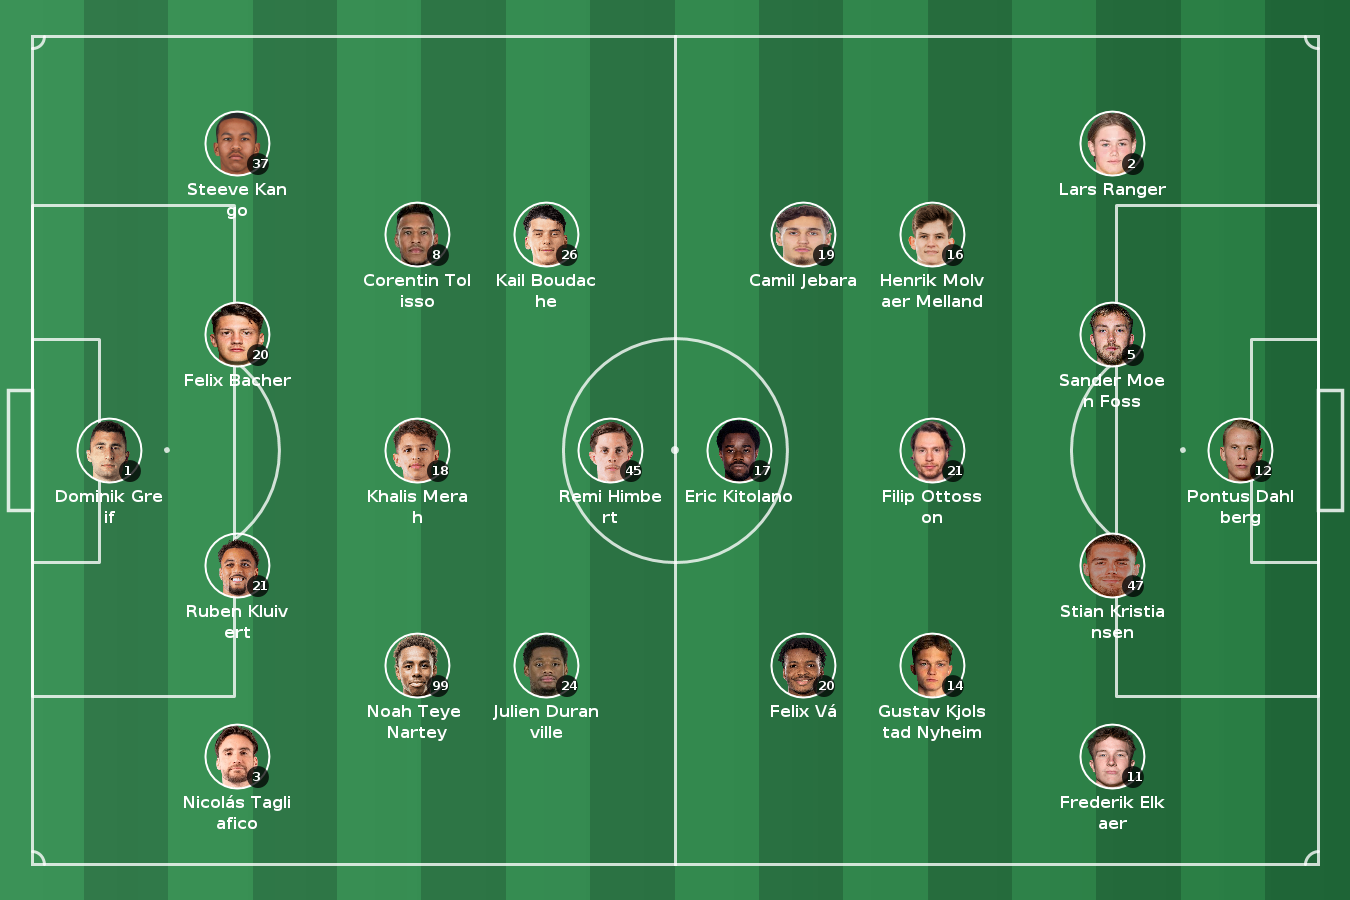 37
Steeve Kan
go
2
Lars Ranger
8
Corentin Tol
isso
26
Kail Boudac
he
19
Camil Jebara
16
Henrik Molv
aer Melland
20
Felix Bacher
5
Sander Moe
n Foss
1
Dominik Gre
if
18
Khalis Mera
h
45
Remi Himbe
rt
17
Eric Kitolano
21
Filip Ottoss
on
12
Pontus Dahl
berg
21
Ruben Kluiv
ert
47
Stian Kristia
nsen
99
Noah Teye
Nartey
24
Julien Duran
ville
20
Felix Vá
14
Gustav Kjols
tad Nyheim
3
Nicolás Tagli
afico
11
Frederik Elk
aer